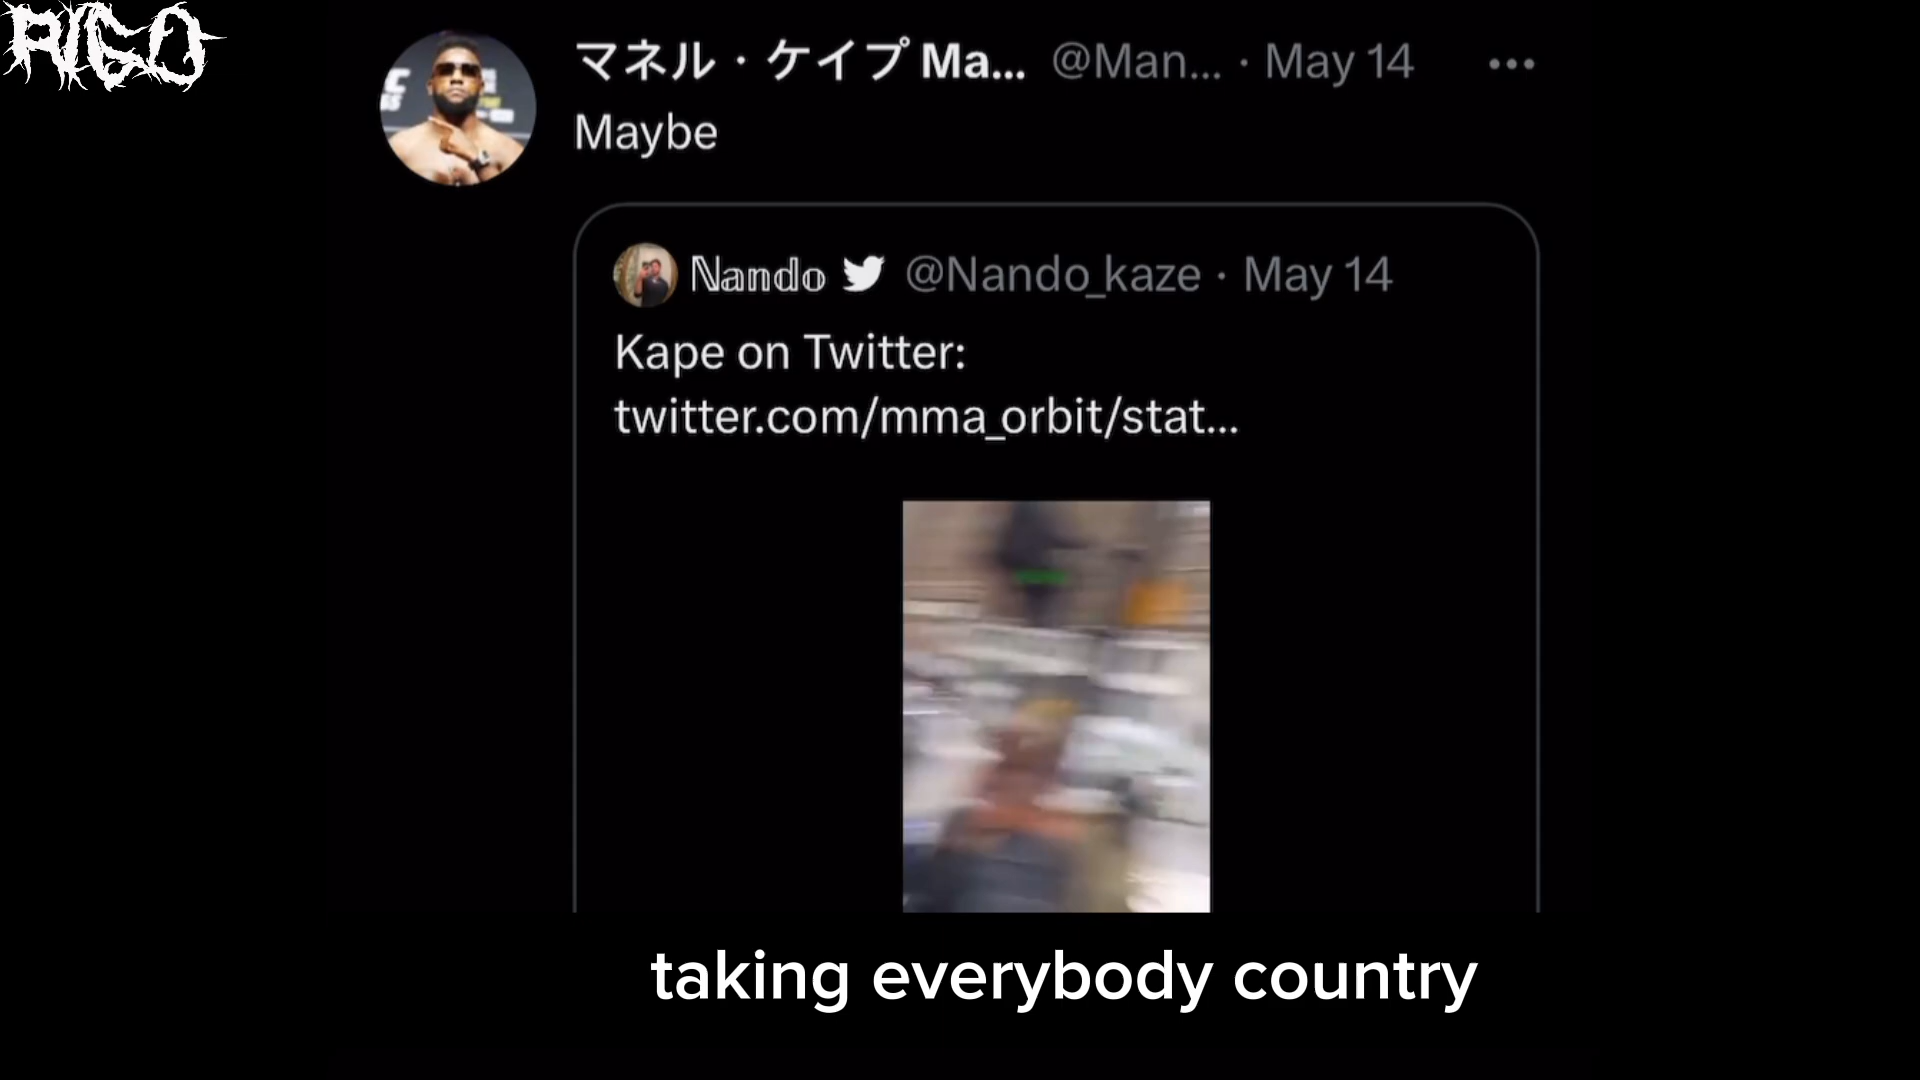 RIGO
マネル・ケイプ Ma... @Man... · May 14
Maybe
Nando @Nando_kaze · May 14
Kape on Twitter:
twitter.com/mma_orbit/stat...
taking everybody country